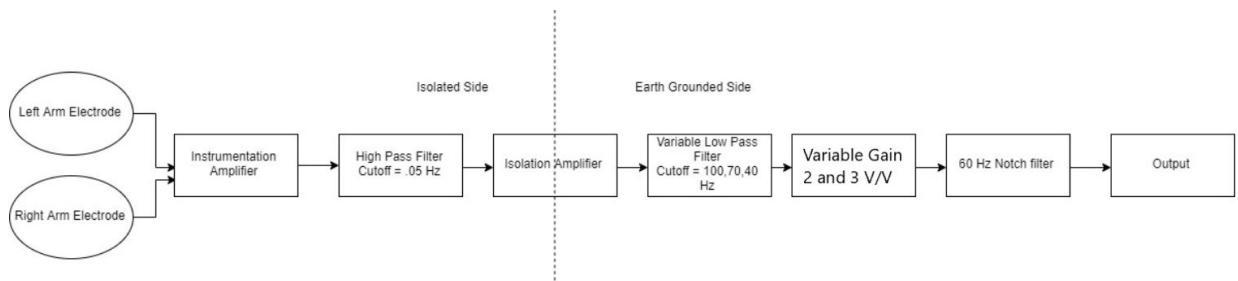 Isolated Side
Earth Grounded Side
Left Arm Electrode
Right Arm Electrode
Instrumentation
Amplifier
High Pass Filter
Cutoff = .05 Hz
Isolation Amplifier
Variable Low Pass
Filter
Cutoff = 100,70,40
Hz
Variable Gain
2 and 3 V/V
60 Hz Notch filter
Output